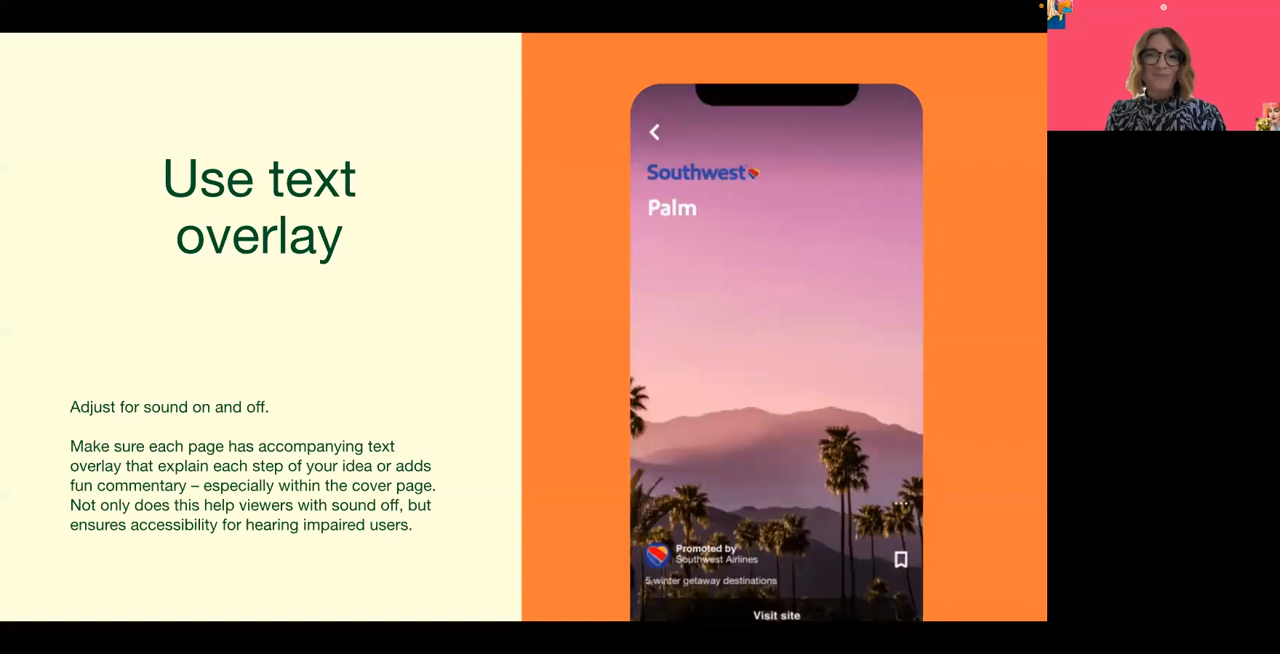 Use text
overlay
Adjust for sound on and off.
Make sure each page has accompanying text
overlay that explain each step of your idea or adds
fun commentary – especially within the cover page.
Not only does this help viewers with sound off, but
ensures accessibility for hearing impaired users.
Southwest
Palm
Promoted by
Southwest Airlines
5 winter getaway destinations
Visit site